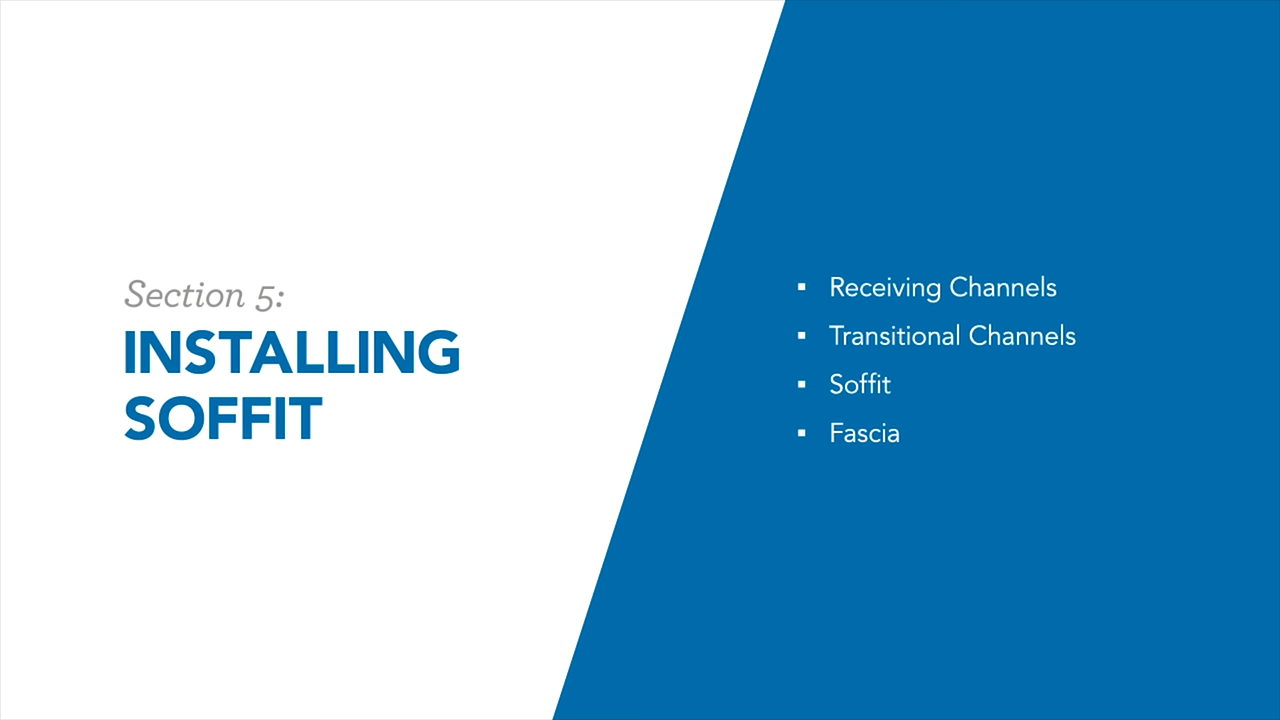 Section 5:
INSTALLING
SOFFIT
▪ Receiving Channels
▪ Transitional Channels
▪ Soffit
▪ Fascia